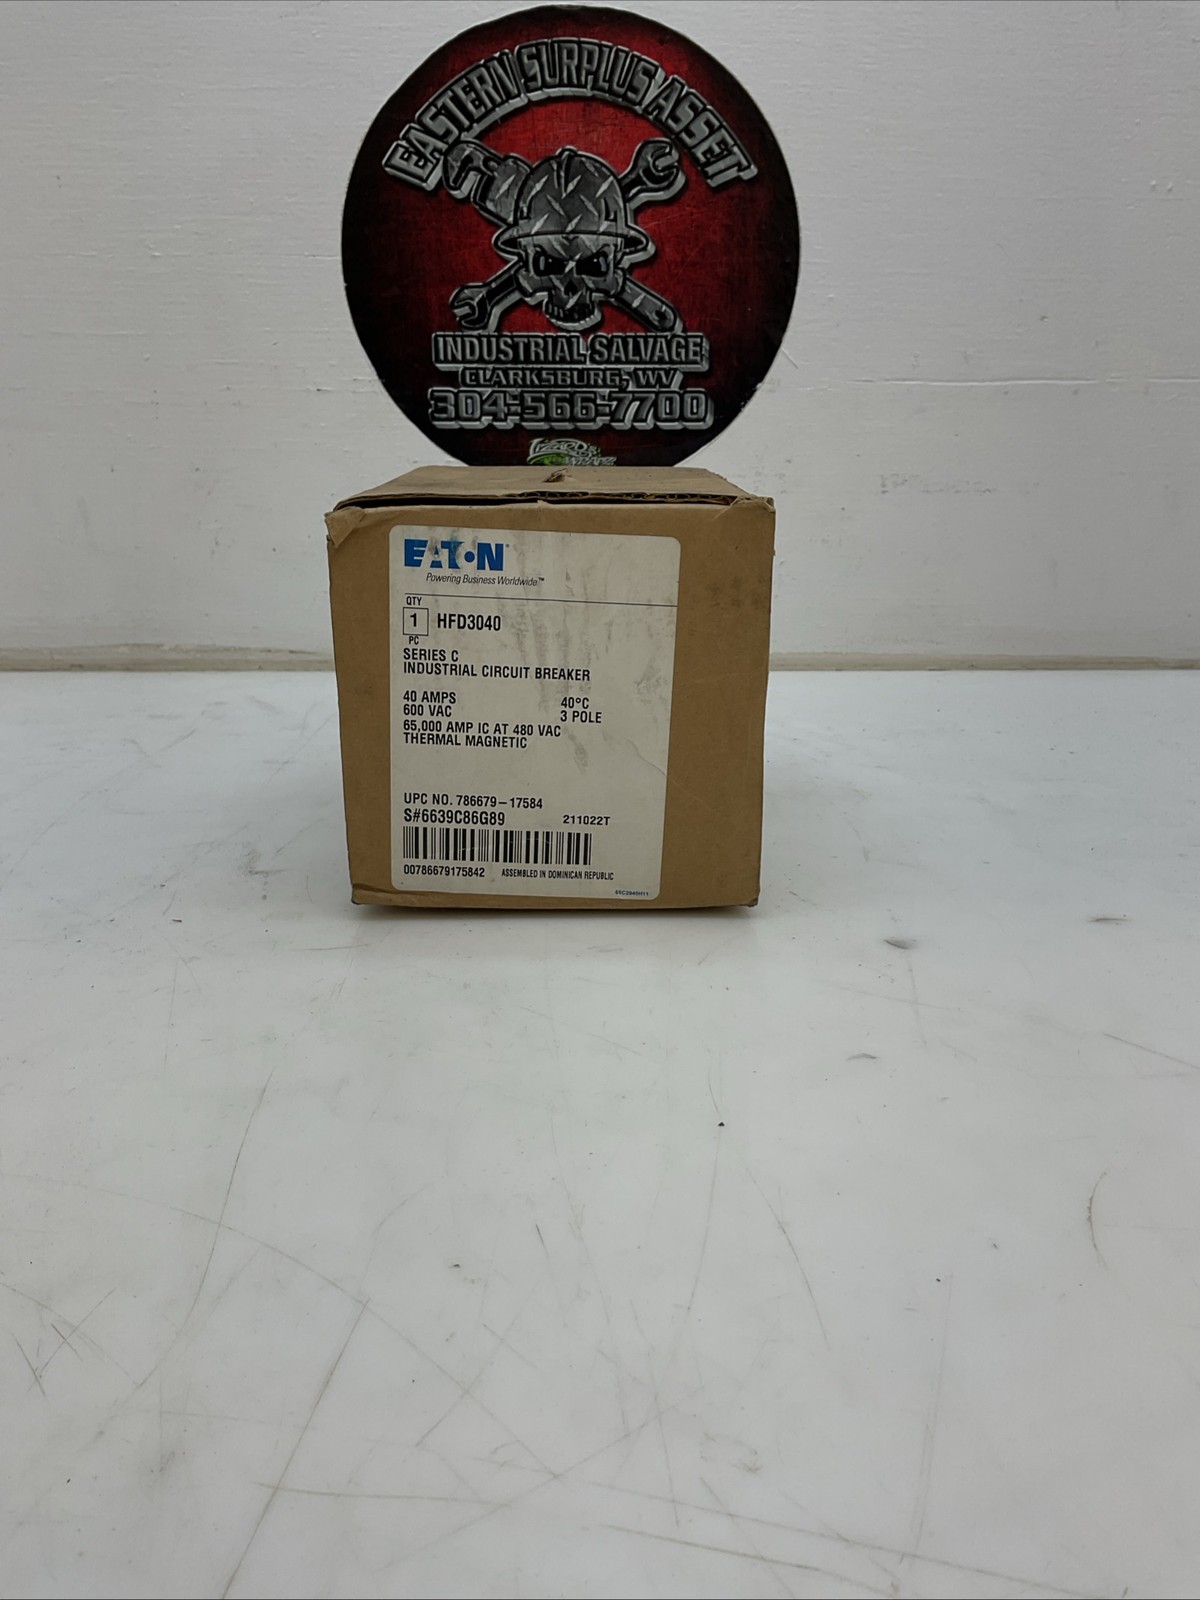 EASTERN SURPLUS ASSET
INDUSTRIAL SALVAGE
CLARKSBURG, WV
304-566-7700
LIZARD'S
WRAPZ
EATON
Powering Business Worldwide™
QTY
1 HFD3040
PC
SERIES C
INDUSTRIAL CIRCUIT BREAKER
40 AMPS 40°C
600 VAC 3 POLE
65,000 AMP IC AT 480 VAC
THERMAL MAGNETIC
UPC NO. 786679-17584
S#6639C86G89 211022T
00786679175842 ASSEMBLED IN DOMINICAN REPUBLIC